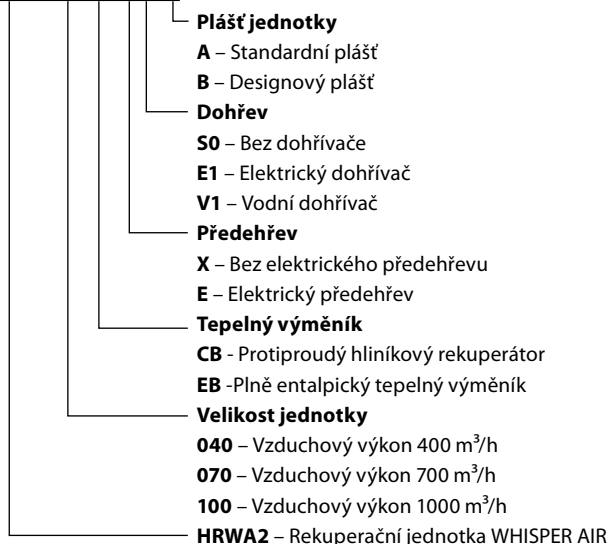 Plášť jednotky
A – Standardní plášť
B – Designový plášť
Dohřev
S0 – Bez dohřívače
E1 – Elektrický dohřívač
V1 – Vodní dohřívač
Předehřev
X – Bez elektrického předehřevu
E – Elektrický předehřev
Tepelný výměník
CB - Protiproudý hliníkový rekuperátor
EB -Plně entalpický tepelný výměník
Velikost jednotky
040 – Vzduchový výkon 400 m³/h
070 – Vzduchový výkon 700 m³/h
100 – Vzduchový výkon 1000 m³/h
HRWA2 – Rekuperační jednotka WHISPER AIR